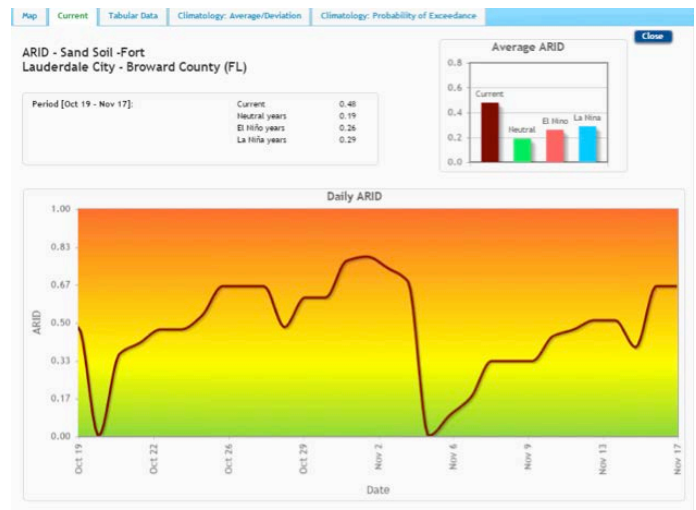 Map Current Tabular Data Climatology: Average/Deviation Climatology: Probability of Exceedance
Close
ARID - Sand Soil -Fort
Lauderdale City - Broward County (FL)
Period [Oct 19 - Nov 17]:
Current 0.48
Neutral years 0.19
El Niño years 0.26
La Niña years 0.29
Average ARID
0.8
0.6
0.4
0.2
0.0
Current
Neutral
El Nino
La Nina
Daily ARID
1.00
0.83
0.67
0.50
0.33
0.17
0.00
ARID
Oct 19
Oct 22
Oct 26
Oct 29
Nov 2
Nov 6
Nov 9
Nov 13
Nov 17
Date